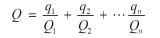 Q = q₁/Q₁ + q₂/Q₂ + ⋯ qₙ/Qₙ